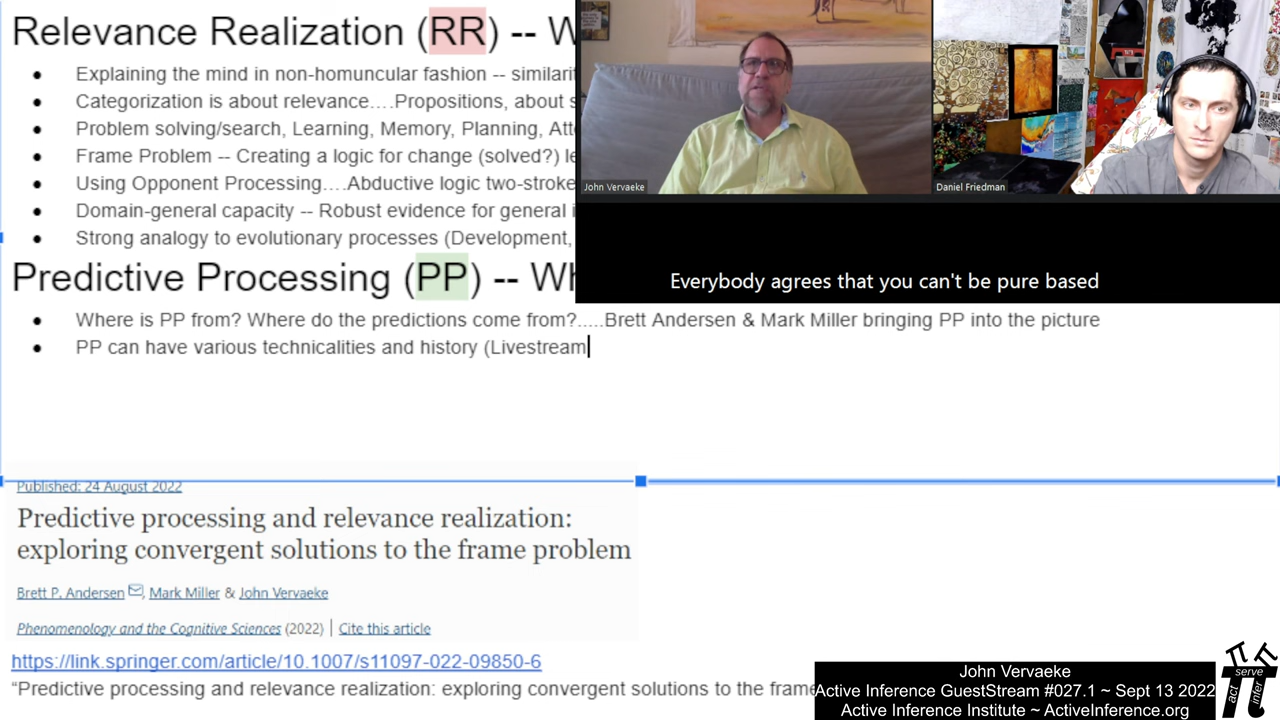 Relevance Realization (RR) -- W
Explaining the mind in non-homuncular fashion -- similarit
Categorization is about relevance….Propositions, about s
Problem solving/search, Learning, Memory, Planning, Att
Frame Problem -- Creating a logic for change (solved?) le
Using Opponent Processing….Abductive logic two-stroke
Domain-general capacity -- Robust evidence for general i
Strong analogy to evolutionary processes (Development,
John Vervaeke
Daniel Friedman
Everybody agrees that you can't be pure based
Predictive Processing (PP) -- Wh
Where is PP from? Where do the predictions come from?.....Brett Andersen & Mark Miller bringing PP into the picture
PP can have various technicalities and history (Livestream
Published: 24 August 2022
Predictive processing and relevance realization:
exploring convergent solutions to the frame problem
Brett P. Andersen, Mark Miller & John Vervaeke
Phenomenology and the Cognitive Sciences (2022) | Cite this article
https://link.springer.com/article/10.1007/s11097-022-09850-6
“Predictive processing and relevance realization: exploring convergent solutions to the frame
John Vervaeke
Active Inference GuestStream #027.1 ~ Sept 13 2022
Active Inference Institute ~ ActiveInference.org
serve
act
infer